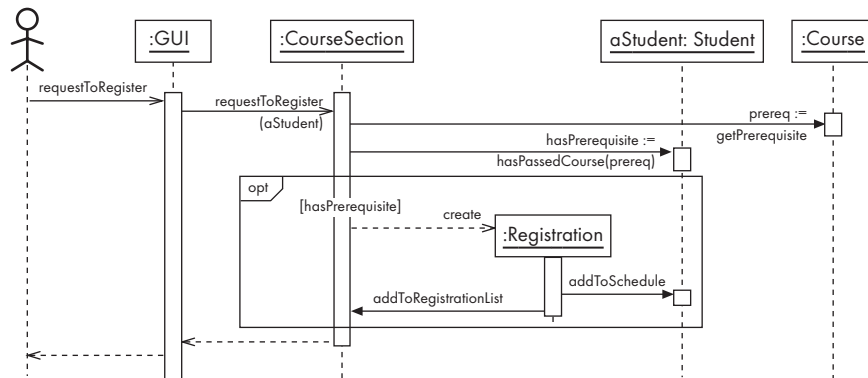 :GUI
:CourseSection
aStudent: Student
:Course
requestToRegister
requestToRegister
(aStudent)
prereq :=
getPrerequisite
hasPrerequisite :=
hasPassedCourse(prereq)
opt
[hasPrerequisite]
create
:Registration
addToSchedule
addToRegistrationList